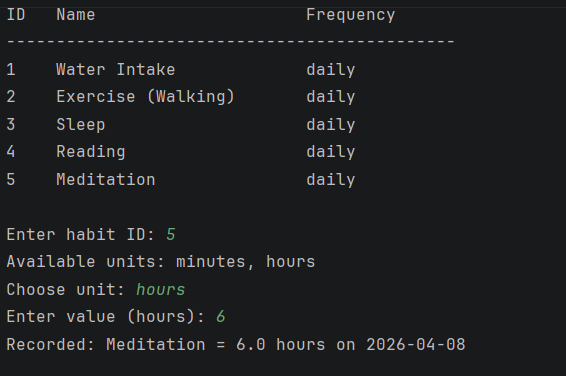 ID   Name                     Frequency
---------------------------------------------
1    Water Intake             daily
2    Exercise (Walking)       daily
3    Sleep                    daily
4    Reading                  daily
5    Meditation               daily
Enter habit ID: 5
Available units: minutes, hours
Choose unit: hours
Enter value (hours): 6
Recorded: Meditation = 6.0 hours on 2026-04-08